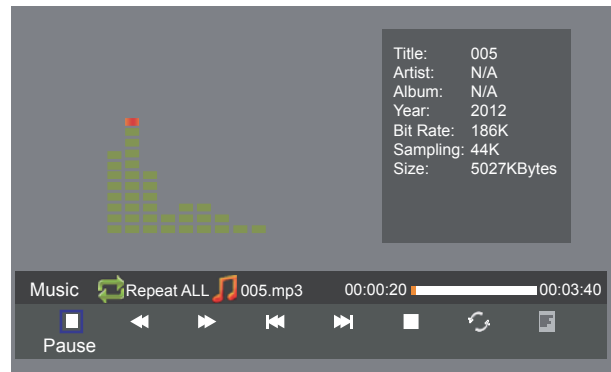 Title: 005
Artist: N/A
Album: N/A
Year: 2012
Bit Rate: 186K
Sampling: 44K
Size: 5027KBytes
Music Repeat ALL 005.mp3 00:00:20 00:03:40
Pause